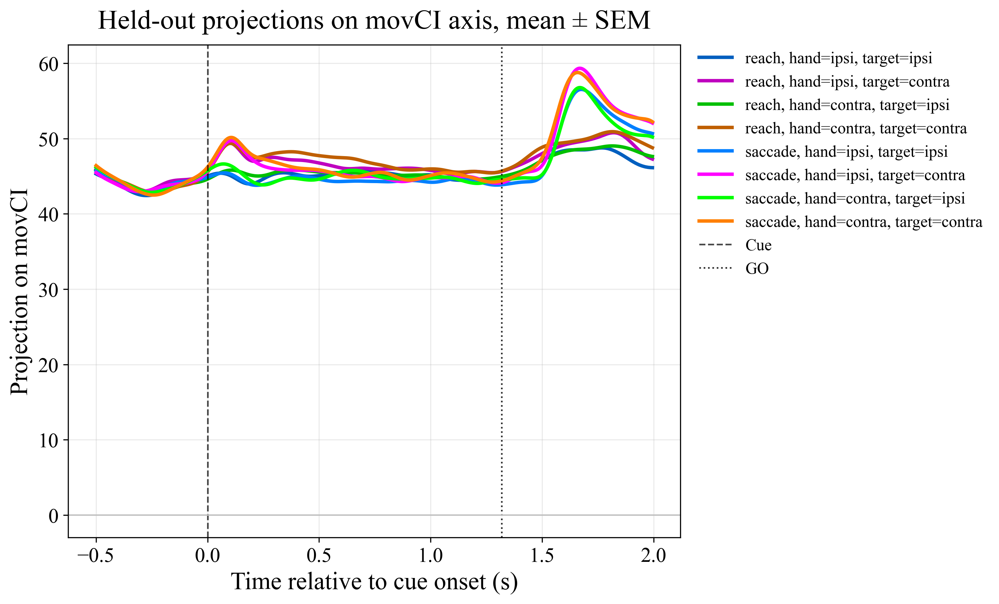 Held-out projections on movCI axis, mean ± SEM
Projection on movCI
60
50
40
30
20
10
0
−0.5
0.0
0.5
1.0
1.5
2.0
Time relative to cue onset (s)
reach, hand=ipsi, target=ipsi
reach, hand=ipsi, target=contra
reach, hand=contra, target=ipsi
reach, hand=contra, target=contra
saccade, hand=ipsi, target=ipsi
saccade, hand=ipsi, target=contra
saccade, hand=contra, target=ipsi
saccade, hand=contra, target=contra
Cue
GO